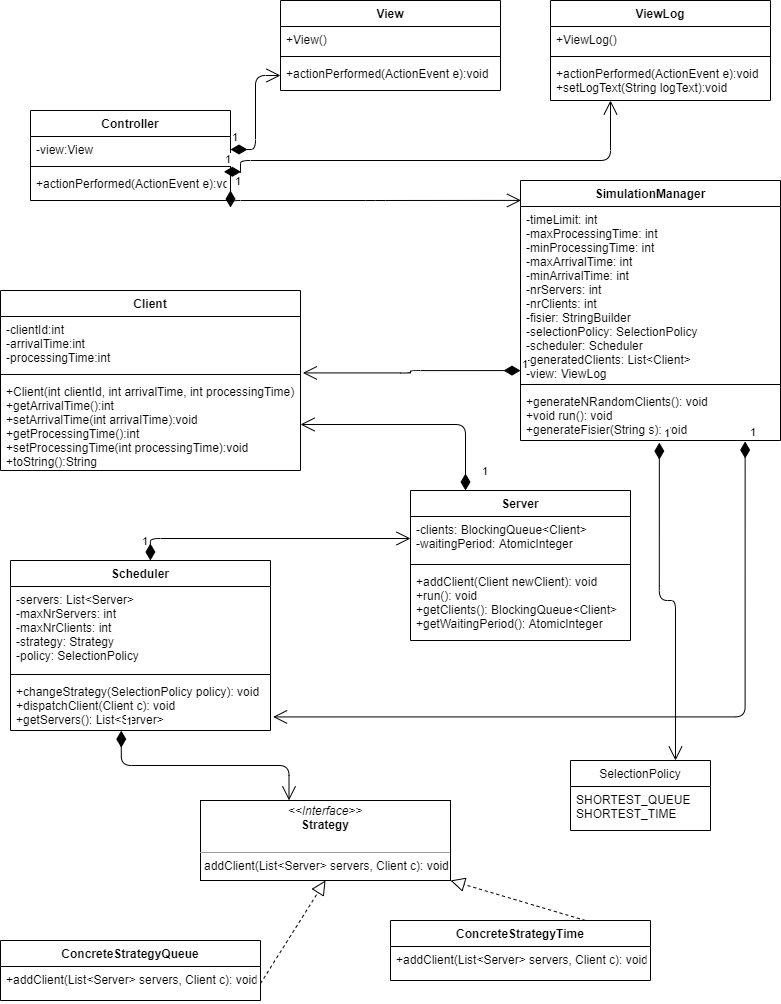 View
+View()
+actionPerformed(ActionEvent e):void
ViewLog
+ViewLog()
+actionPerformed(ActionEvent e):void
+setLogText(String logText):void
Controller
-view:View
+actionPerformed(ActionEvent e):vc
1
1
1
SimulationManager
-timeLimit: int
-maxProcessingTime: int
-minProcessingTime: int
-maxArrivalTime: int
-minArrivalTime: int
-nrServers: int
-nrClients: int
-fisier: StringBuilder
-selectionPolicy: SelectionPolicy
-scheduler: Scheduler
-generatedClients: List<Client>
-view: ViewLog
+generateNRandomClients(): void
+void run(): void
+generateFisier(String s): void
1
1
1
Client
-clientId:int
-arrivalTime:int
-processingTime:int
+Client(int clientId, int arrivalTime, int processingTime)
+getArrivalTime():int
+setArrivalTime(int arrivalTime):void
+getProcessingTime():int
+setProcessingTime(int processingTime):void
+toString():String
1
Server
-clients: BlockingQueue<Client>
-waitingPeriod: AtomicInteger
+addClient(Client newClient): void
+run(): void
+getClients(): BlockingQueue<Client>
+getWaitingPeriod(): AtomicInteger
1
Scheduler
-servers: List<Server>
-maxNrServers: int
-maxNrClients: int
-strategy: Strategy
-policy: SelectionPolicy
+changeStrategy(SelectionPolicy policy): void
+dispatchClient(Client c): void
+getServers(): List<Server>
1
SelectionPolicy
SHORTEST_QUEUE
SHORTEST_TIME
<<Interface>>
Strategy
addClient(List<Server> servers, Client c): void
ConcreteStrategyQueue
+addClient(List<Server> servers, Client c): void
ConcreteStrategyTime
+addClient(List<Server> servers, Client c): void